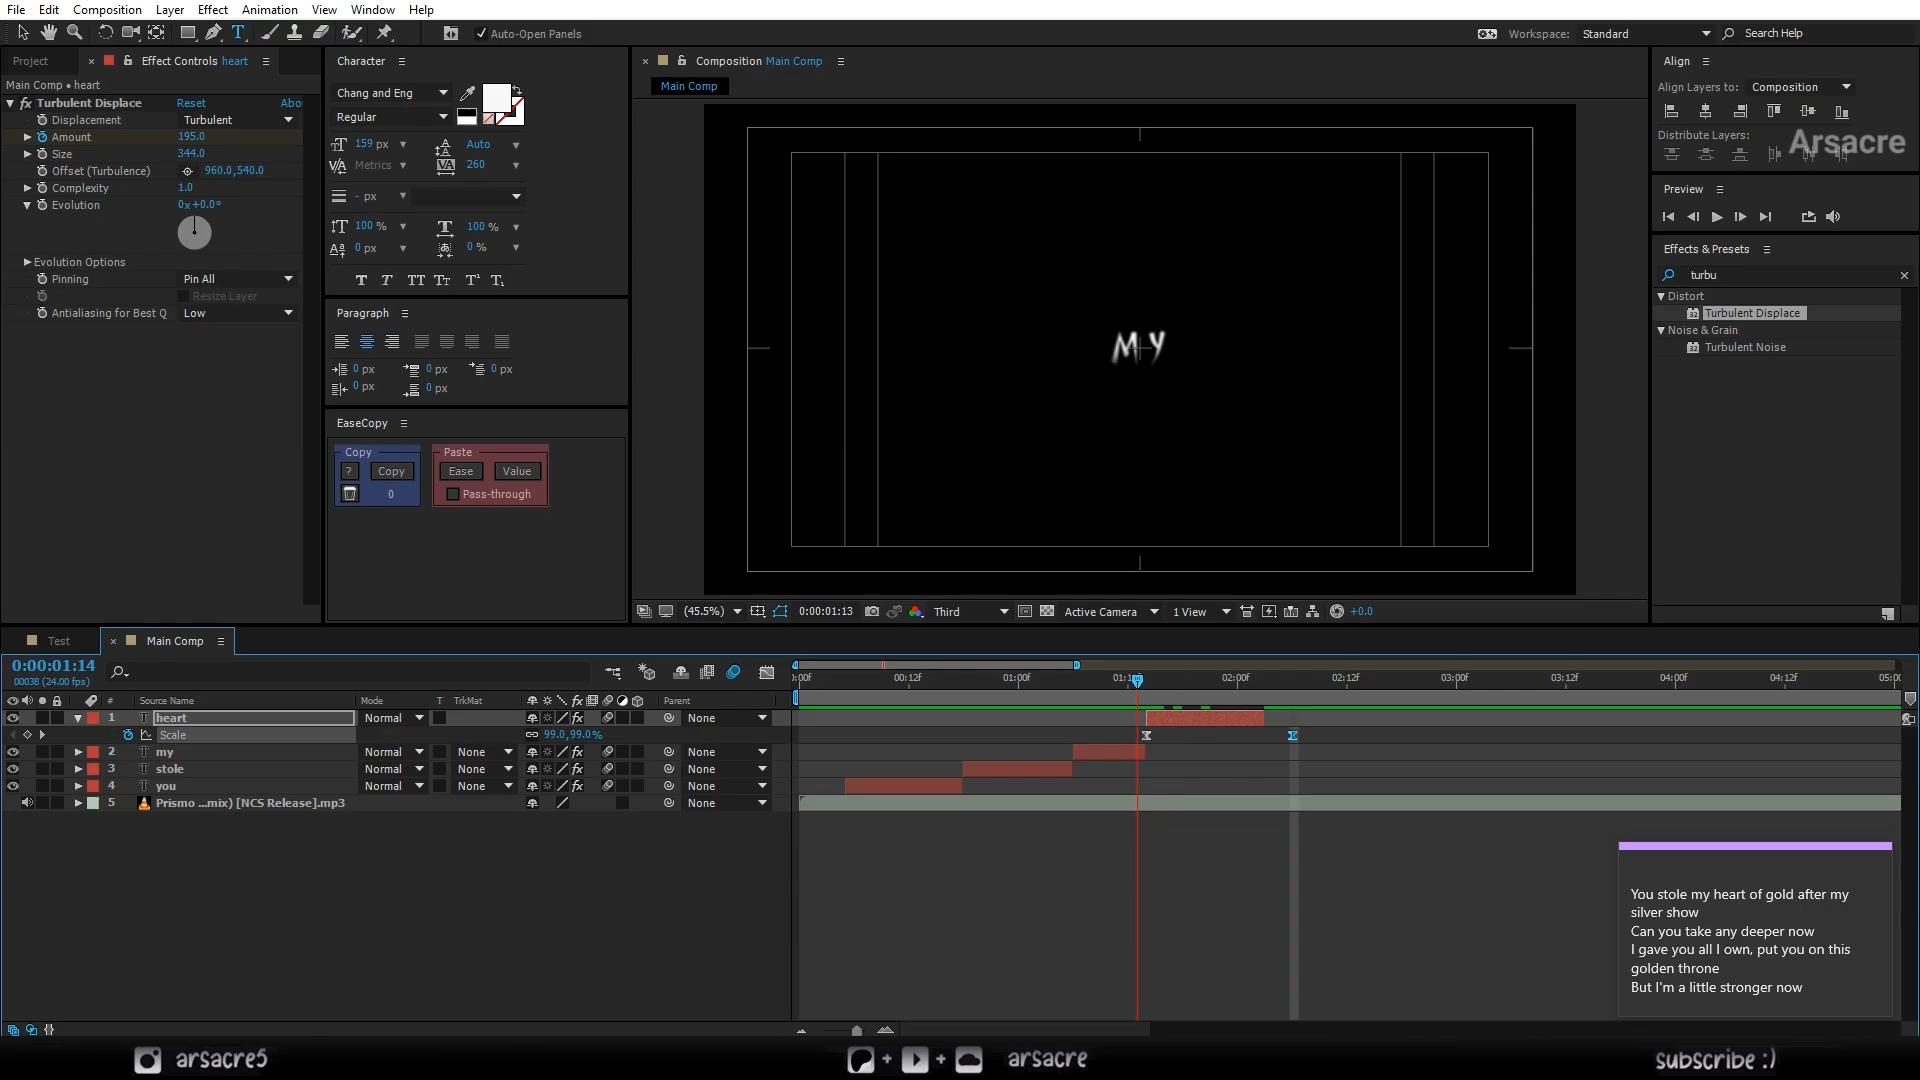 File Edit Composition Layer Effect Animation View Window Help
Auto-Open Panels
Workspace: Standard
Search Help
Project
Effect Controls heart
Main Comp • heart
Turbulent Displace Reset Abo
Displacement Turbulent
Amount 195.0
Size 344.0
Offset (Turbulence) 960.0,540.0
Complexity 1.0
Evolution 0x+0.0°
Evolution Options
Pinning Pin All
Resize Layer
Antialiasing for Best Q Low
Character
Chang and Eng
Regular
159 px Auto
Metrics 260
- px
100 % 100 %
0 px 0 %
Paragraph
0 px 0 px 0 px
0 px 0 px
EaseCopy
Copy
? Copy
0
Paste
Ease Value
Pass-through
Composition Main Comp
Main Comp
MY
(45.5%) 0:00:01:13 Third Active Camera 1 View +0.0
Align
Align Layers to: Composition
Distribute Layers:
Arsacre
Preview
Effects & Presets
turbu
Distort
Turbulent Displace
Noise & Grain
Turbulent Noise
Test
Main Comp
0:00:01:14
00038 (24.00 fps)
# Source Name Mode T TrkMat Parent
1 heart Normal None
Scale 99.0,99.0%
2 my Normal None None
3 stole Normal None None
4 you Normal None None
5 Prismo ...mix) [NCS Release].mp3 None
):00f 00:12f 01:00f 01:1 02:00f 02:12f 03:00f 03:12f 04:00f 04:12f 05:00
You stole my heart of gold after my
silver show
Can you take any deeper now
I gave you all I own, put you on this
golden throne
But I'm a little stronger now
arsacre5
+ + arsacre
subscribe :)